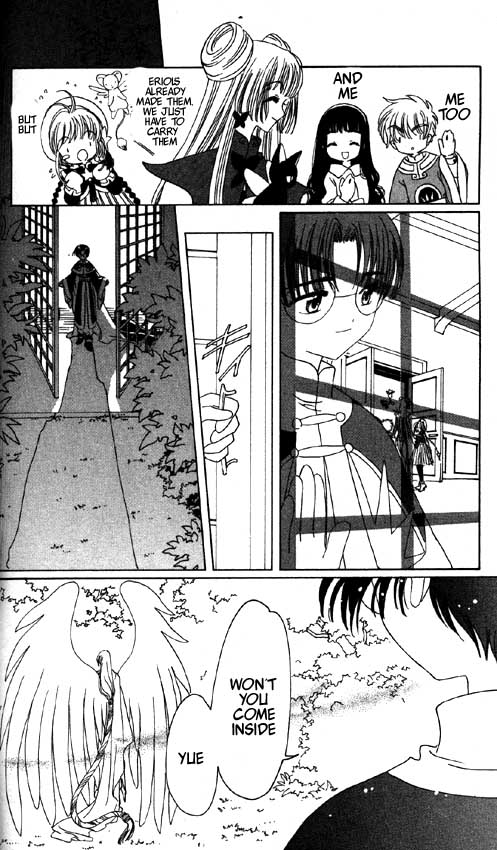 BUT
BUT
ERIOLS
ALREADY
MADE THEM.
WE JUST
HAVE TO
CARRY
THEM
AND
ME
ME
TOO
WON'T
YOU
COME
INSIDE
YUE